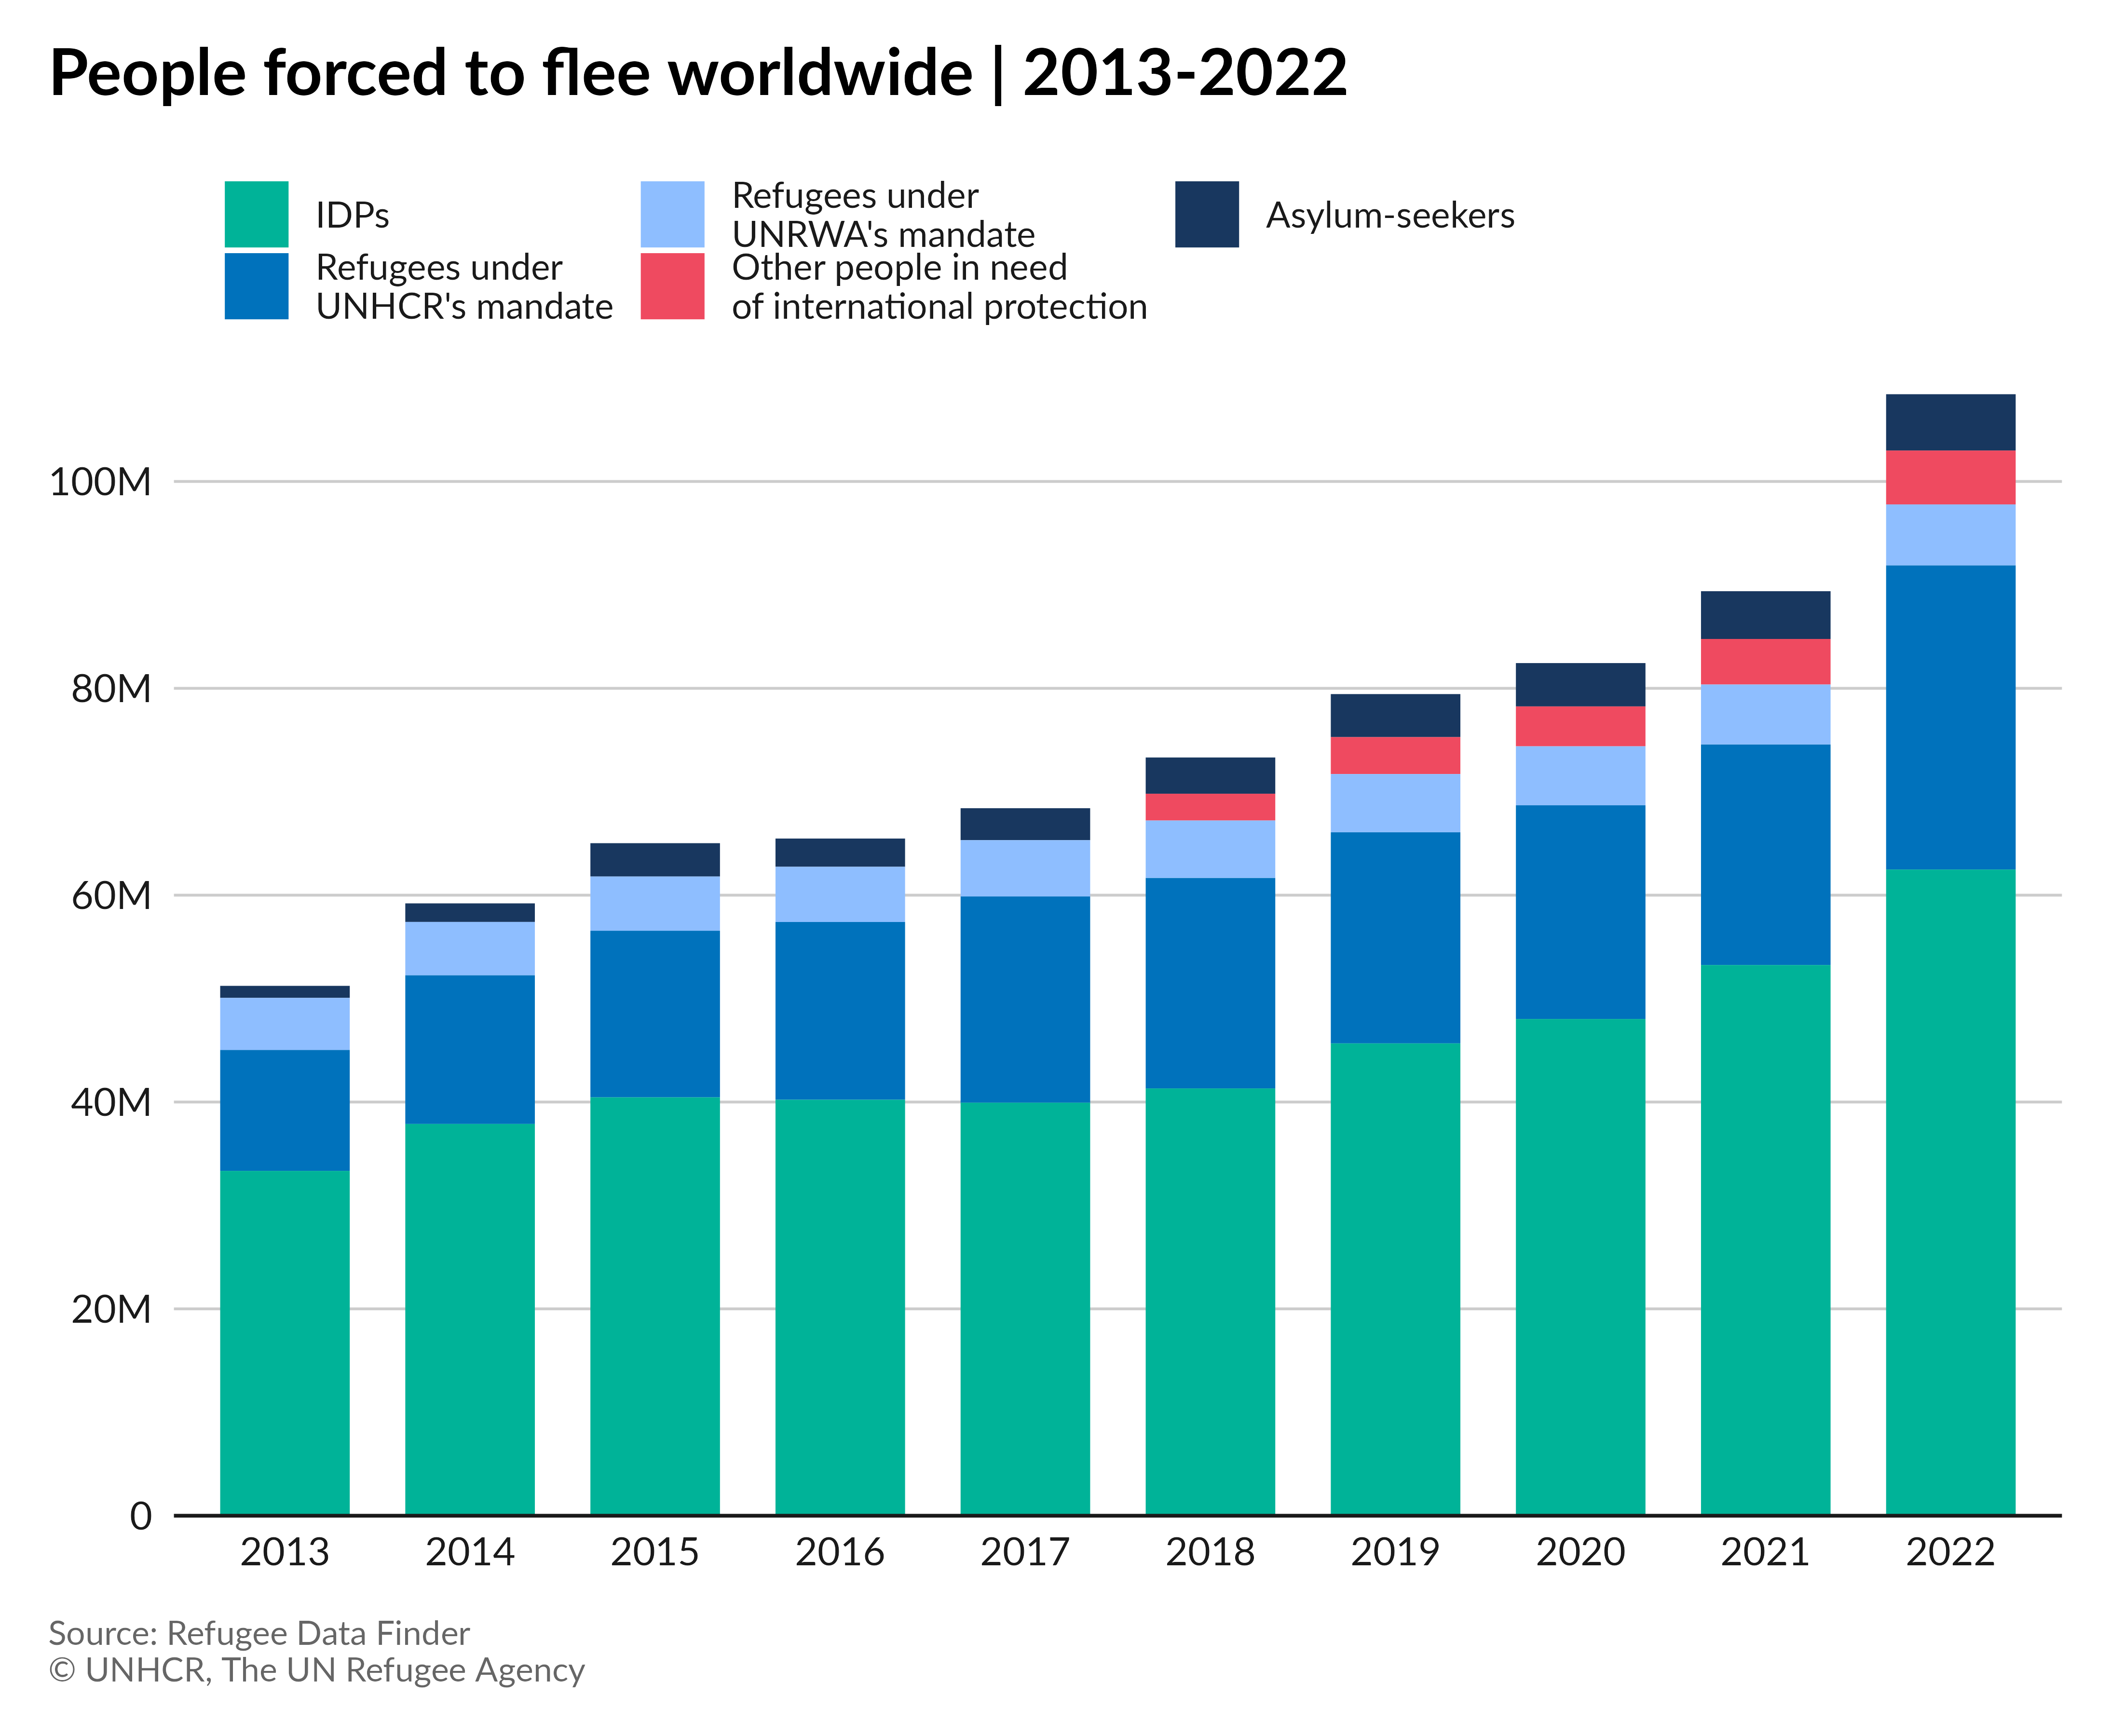 People forced to flee worldwide | 2013-2022
IDPs
Refugees under
UNHCR's mandate
Refugees under
UNRWA's mandate
Other people in need
of international protection
Asylum-seekers
100M
80M
60M
40M
20M
0
2013 2014 2015 2016 2017 2018 2019 2020 2021 2022
Source: Refugee Data Finder
© UNHCR, The UN Refugee Agency